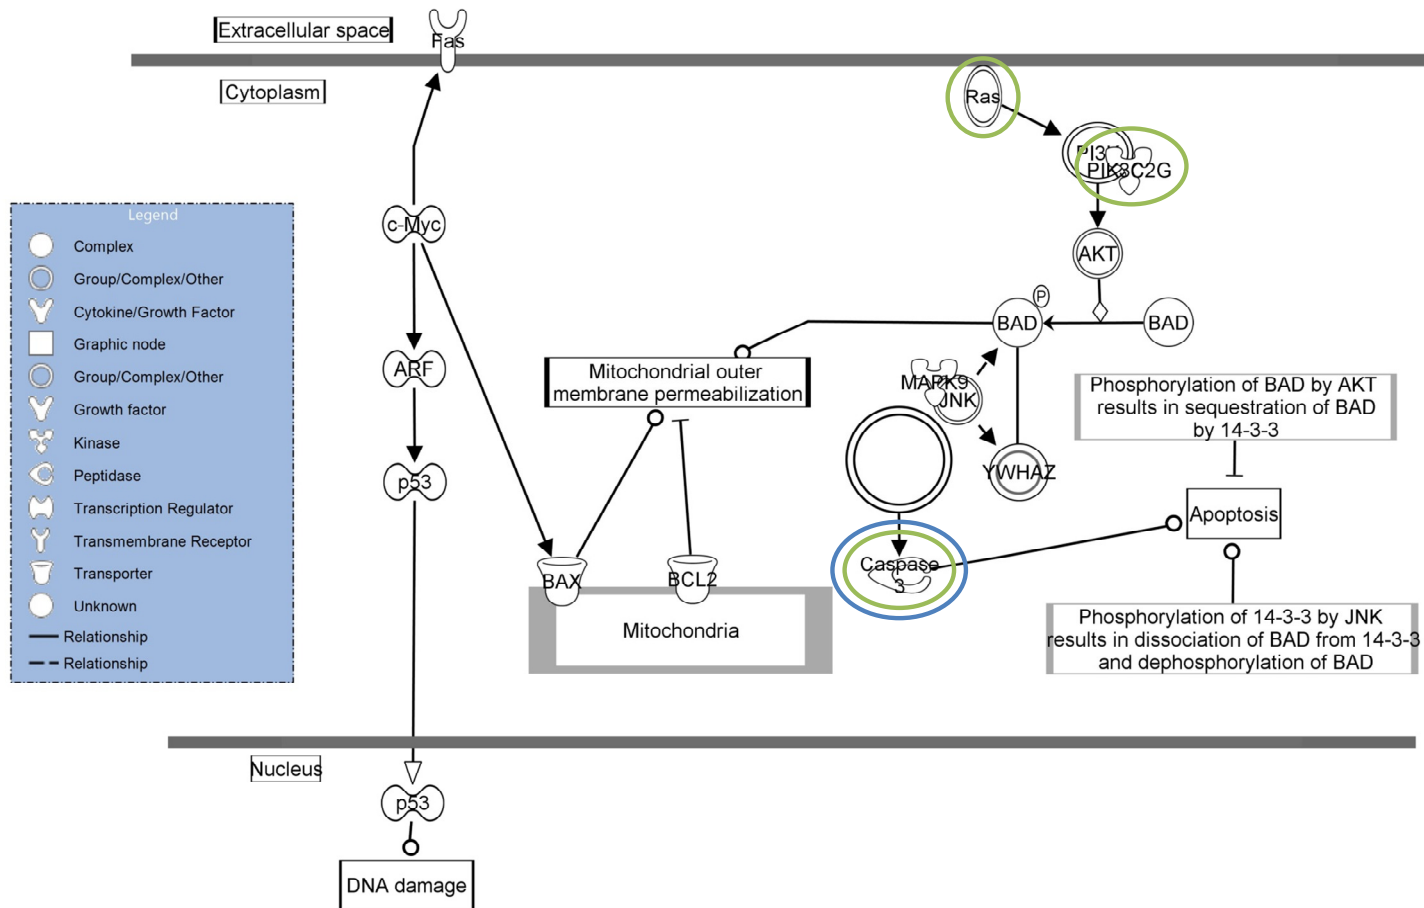 Extracellular space
Fas
Cytoplasm
Ras
PIK3C2G
Legend
Complex
Group/Complex/Other
Cytokine/Growth Factor
Graphic node
Group/Complex/Other
Growth factor
Kinase
Peptidase
Transcription Regulator
Transmembrane Receptor
Transporter
Unknown
Relationship
Relationship
c-Myc
AKT
P
BAD
BAD
ARF
Mitochondrial outer
membrane permeabilization
MAPK9
JNK
Phosphorylation of BAD by AKT
results in sequestration of BAD
by 14-3-3
p53
YWHAZ
Apoptosis
BAX
BCL2
Caspase
3
Mitochondria
Phosphorylation of 14-3-3 by JNK
results in dissociation of BAD from 14-3-3
and dephosphorylation of BAD
Nucleus
p53
DNA damage